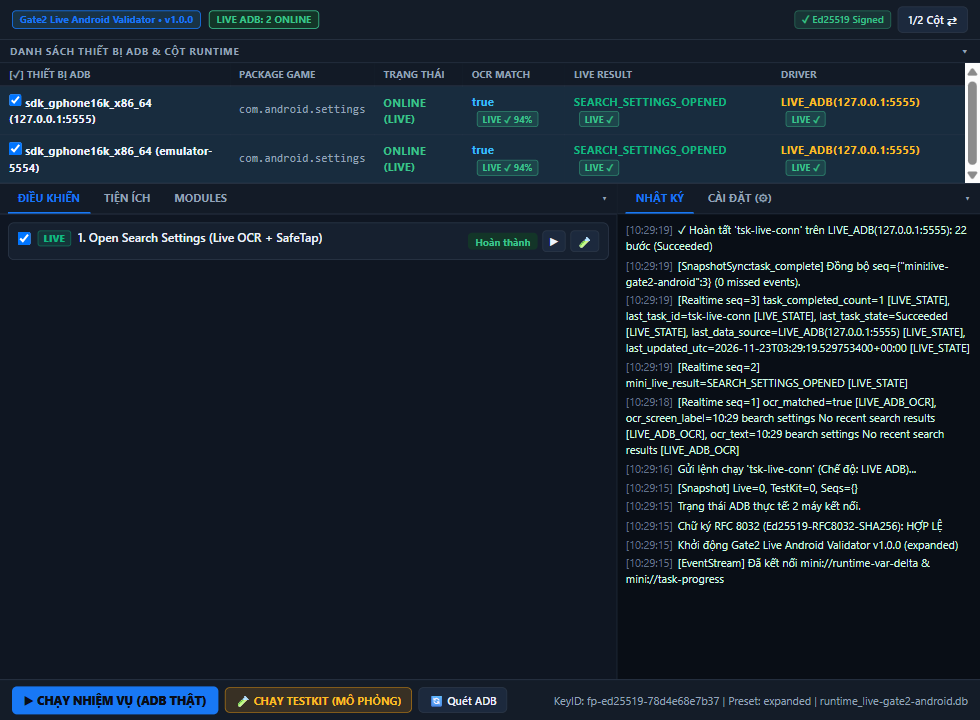 Gate2 Live Android Validator • v1.0.0
LIVE ADB: 2 ONLINE
✓ Ed25519 Signed
1/2 Cột ⇄
DANH SÁCH THIẾT BỊ ADB & CỘT RUNTIME
[✓] THIẾT BỊ ADB PACKAGE GAME TRẠNG THÁI OCR MATCH LIVE RESULT DRIVER
sdk_gphone16k_x86_64 (127.0.0.1:5555)
com.android.settings
ONLINE (LIVE)
true
LIVE ✓ 94%
SEARCH_SETTINGS_OPENED
LIVE ✓
LIVE_ADB(127.0.0.1:5555)
LIVE ✓
sdk_gphone16k_x86_64 (emulator-
5554)
com.android.settings
ONLINE (LIVE)
true
LIVE ✓ 94%
SEARCH_SETTINGS_OPENED
LIVE ✓
LIVE_ADB(127.0.0.1:5555)
LIVE ✓
ĐIỀU KHIỂN TIỆN ÍCH MODULES
LIVE 1. Open Search Settings (Live OCR + SafeTap)
Hoàn thành
NHẬT KÝ CÀI ĐẶT (⚙)
[10:29:19] ✓ Hoàn tất 'tsk-live-conn' trên LIVE_ADB(127.0.0.1:5555): 22
bước (Succeeded)
[10:29:19] [SnapshotSync:task_complete] Đồng bộ seq={"mini:live-
gate2-android":3} (0 missed events).
[10:29:19] [Realtime seq=3] task_completed_count=1 [LIVE_STATE],
last_task_id=tsk-live-conn [LIVE_STATE], last_task_state=Succeeded
[LIVE_STATE], last_data_source=LIVE_ADB(127.0.0.1:5555) [LIVE_STATE],
last_updated_utc=2026-11-23T03:29:19.529753400+00:00 [LIVE_STATE]
[10:29:19] [Realtime seq=2]
mini_live_result=SEARCH_SETTINGS_OPENED [LIVE_STATE]
[10:29:18] [Realtime seq=1] ocr_matched=true [LIVE_ADB_OCR],
ocr_screen_label=10:29 bearch settings No recent search results
[LIVE_ADB_OCR], ocr_text=10:29 bearch settings No recent search
results [LIVE_ADB_OCR]
[10:29:16] Gửi lệnh chạy 'tsk-live-conn' (Chế độ: LIVE ADB)...
[10:29:15] [Snapshot] Live=0, TestKit=0, Seqs={}
[10:29:15] Trạng thái ADB thực tế: 2 máy kết nối.
[10:29:15] Chữ ký RFC 8032 (Ed25519-RFC8032-SHA256): HỢP LỆ
[10:29:15] Khởi động Gate2 Live Android Validator v1.0.0 (expanded)
[10:29:15] [EventStream] Đã kết nối mini://runtime-var-delta &
mini://task-progress
▶ CHẠY NHIỆM VỤ (ADB THẬT)
CHẠY TESTKIT (MÔ PHỎNG)
Quét ADB
KeyID: fp-ed25519-78d4e68e7b37 | Preset: expanded | runtime_live-gate2-android.db